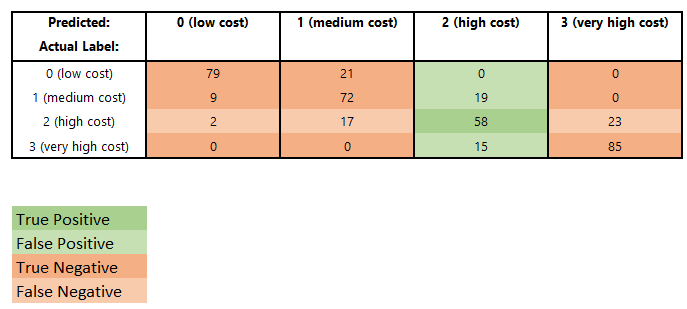 Predicted: 0 (low cost) 1 (medium cost) 2 (high cost) 3 (very high cost)
Actual Label:
0 (low cost) 79 21 0 0
1 (medium cost) 9 72 19 0
2 (high cost) 2 17 58 23
3 (very high cost) 0 0 15 85
True Positive
False Positive
True Negative
False Negative